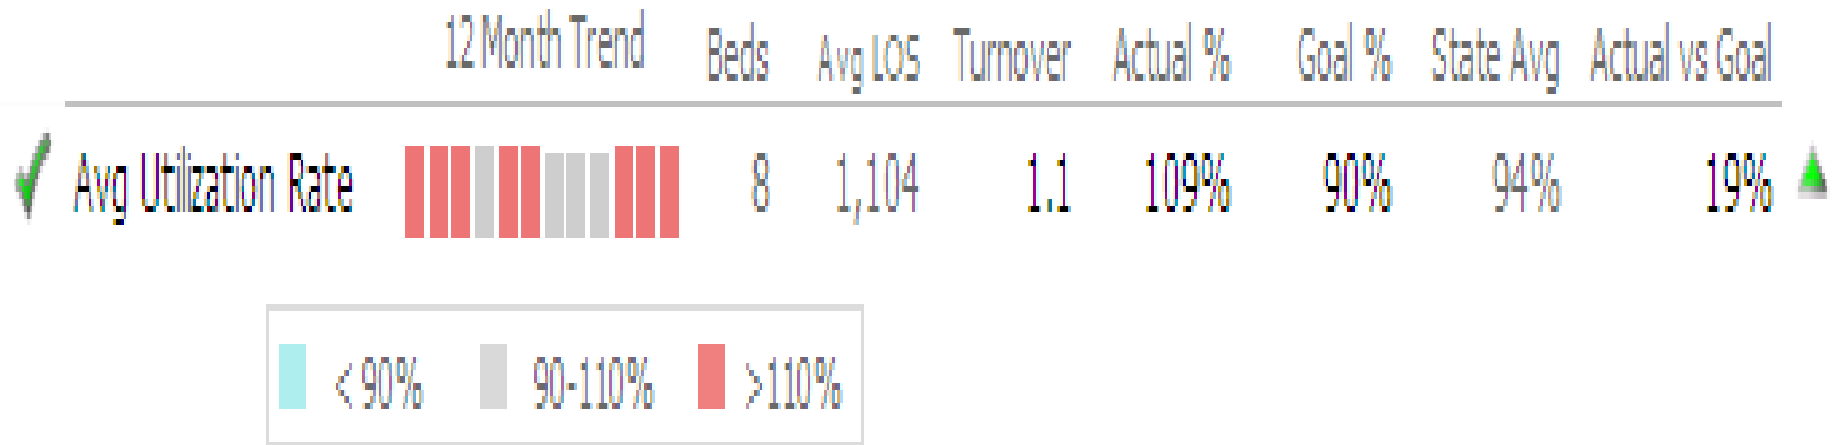 12 Month Trend Beds Avg LOS Turnover Actual % Goal % State Avg Actual vs Goal
Avg Utilization Rate 8 1,104 1.1 109% 90% 94% 19%
< 90% 90-110% >110%